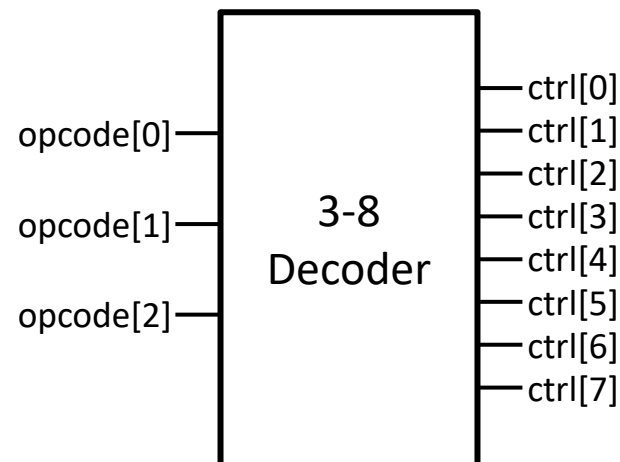 opcode[0]
opcode[1]
opcode[2]
3-8
Decoder
ctrl[0]
ctrl[1]
ctrl[2]
ctrl[3]
ctrl[4]
ctrl[5]
ctrl[6]
ctrl[7]